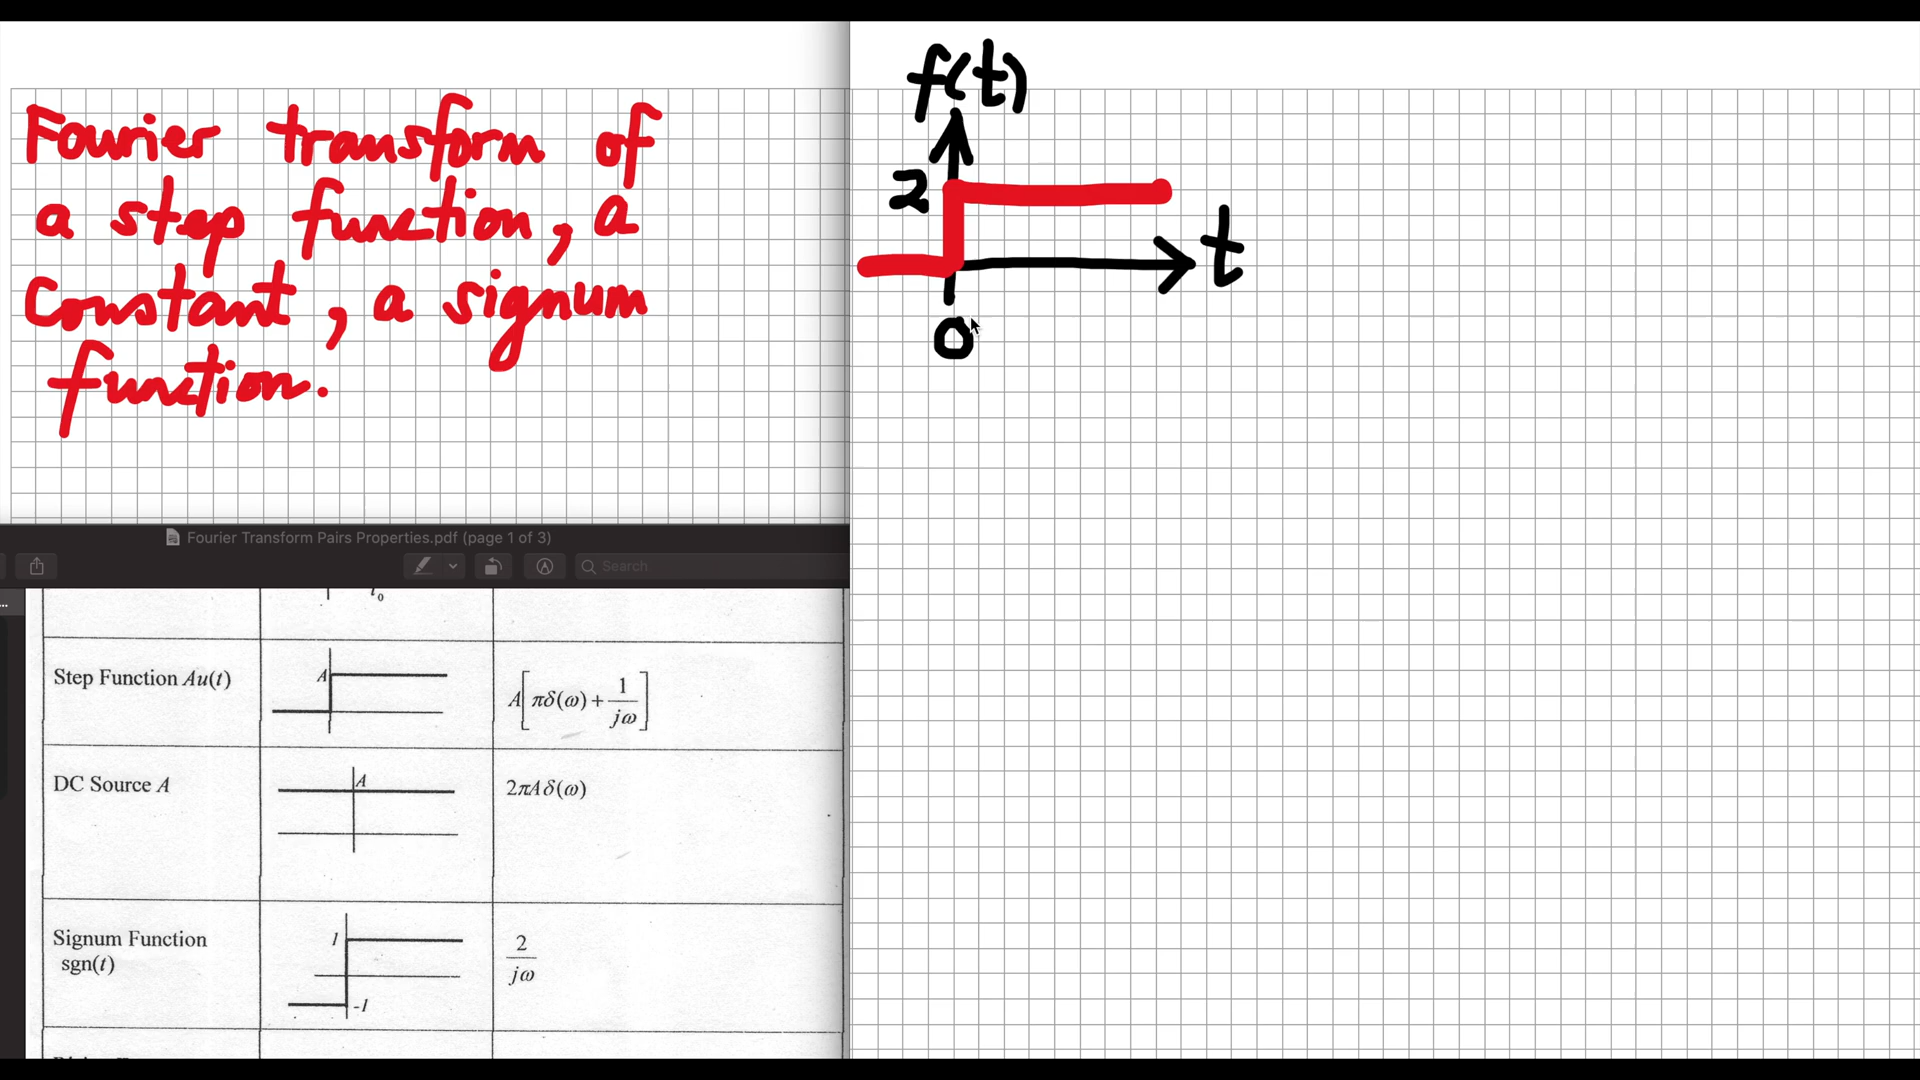 Fourier transform of
a step function, a
constant, a signum
function.
f(t)
2
t
0
Fourier Transform Pairs Properties.pdf (page 1 of 3)
Search
...
t₀
Step Function Au(t)
A
A[πδ(ω) + 1/jω]
DC Source A
A
2πAδ(ω)
Signum Function
sgn(t)
1
-1
2/jω